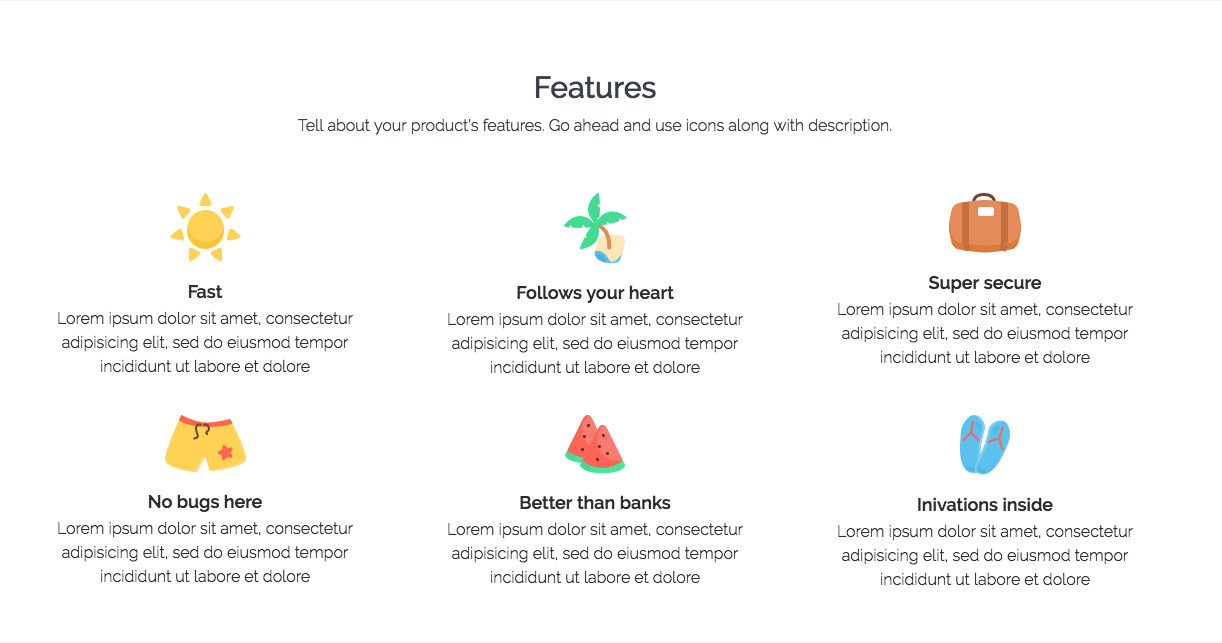 Features
Tell about your product's features. Go ahead and use icons along with description.
Fast
Lorem ipsum dolor sit amet, consectetur
adipisicing elit, sed do eiusmod tempor
incididunt ut labore et dolore
Follows your heart
Lorem ipsum dolor sit amet, consectetur
adipisicing elit, sed do eiusmod tempor
incididunt ut labore et dolore
Super secure
Lorem ipsum dolor sit amet, consectetur
adipisicing elit, sed do eiusmod tempor
incididunt ut labore et dolore
No bugs here
Lorem ipsum dolor sit amet, consectetur
adipisicing elit, sed do eiusmod tempor
incididunt ut labore et dolore
Better than banks
Lorem ipsum dolor sit amet, consectetur
adipisicing elit, sed do eiusmod tempor
incididunt ut labore et dolore
Inivations inside
Lorem ipsum dolor sit amet, consectetur
adipisicing elit, sed do eiusmod tempor
incididunt ut labore et dolore